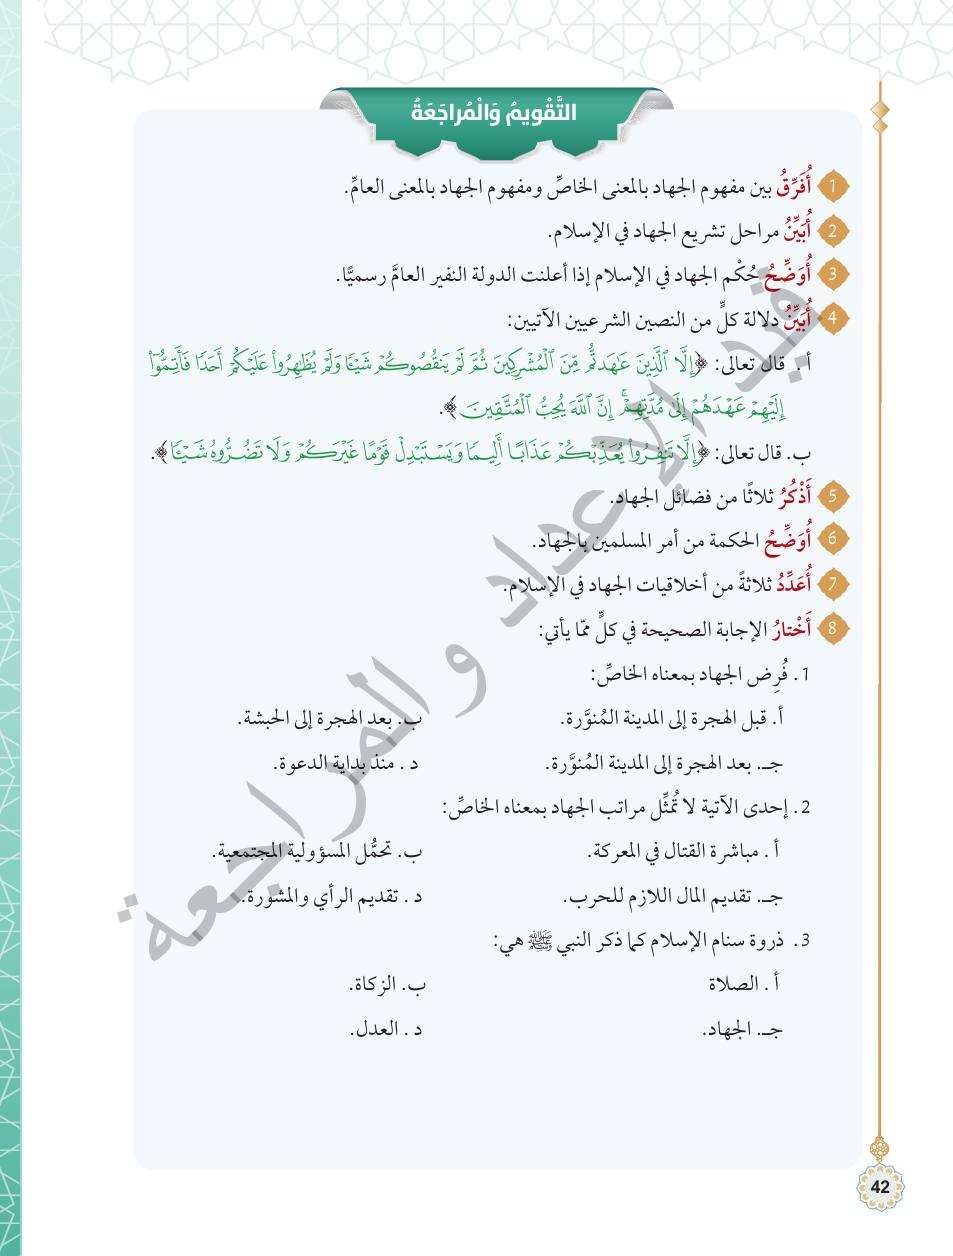 التَّقْويمُ وَالْمُراجَعَةُ
1 أُفَرِّقُ بين مفهوم الجهاد بالمعنى الخاصِّ ومفهوم الجهاد بالمعنى العامِّ.
2 أُبَيِّنُ مراحل تشريع الجهاد في الإسلام.
3 أُوَضِّحُ حُكْم الجهاد في الإسلام إذا أعلنت الدولة النفير العامَّ رسميًّا.
4 أُبَيِّنُ دلالة كلٍّ من النصين الشرعيين الآتيين:
أ . قال تعالى: ﴿إِلَّا ٱلَّذِينَ عَٰهَدتُّم مِّنَ ٱلْمُشْرِكِينَ ثُمَّ لَمْ يَنقُصُوكُمْ شَيْـًٔا وَلَمْ يُظَٰهِرُوا۟ عَلَيْكُمْ أَحَدًا فَأَتِمُّوٓا۟
إِلَيْهِمْ عَهْدَهُمْ إِلَىٰ مُدَّتِهِمْ ۚ إِنَّ ٱللَّهَ يُحِبُّ ٱلْمُتَّقِينَ﴾.
ب. قال تعالى: ﴿إِلَّا تَنفِرُوا۟ يُعَذِّبْكُمْ عَذَابًا أَلِيمًا وَيَسْتَبْدِلْ قَوْمًا غَيْرَكُمْ وَلَا تَضُرُّوهُ شَيْـًٔا﴾.
5 أَذْكُرُ ثلاثًا من فضائل الجهاد.
6 أُوَضِّحُ الحكمة من أمر المسلمين بالجهاد.
7 أُعَدِّدُ ثلاثةً من أخلاقيات الجهاد في الإسلام.
8 أَخْتارُ الإجابة الصحيحة في كلٍّ ممّا يأتي:
1. فُرِض الجهاد بمعناه الخاصِّ:
أ. قبل الهجرة إلى المدينة المُنوَّرة. ب. بعد الهجرة إلى الحبشة.
جـ. بعد الهجرة إلى المدينة المُنوَّرة. د . منذ بداية الدعوة.
2. إحدى الآتية لا تُمثِّل مراتب الجهاد بمعناه الخاصِّ:
أ . مباشرة القتال في المعركة. ب. تحمُّل المسؤولية المجتمعية.
جـ. تقديم المال اللازم للحرب. د . تقديم الرأي والمشورة.
3. ذروة سنام الإسلام كما ذكر النبي ﷺ هي:
أ . الصلاة ب. الزكاة.
جـ. الجهاد. د . العدل.
قيد الإعداد و المراجعة
42